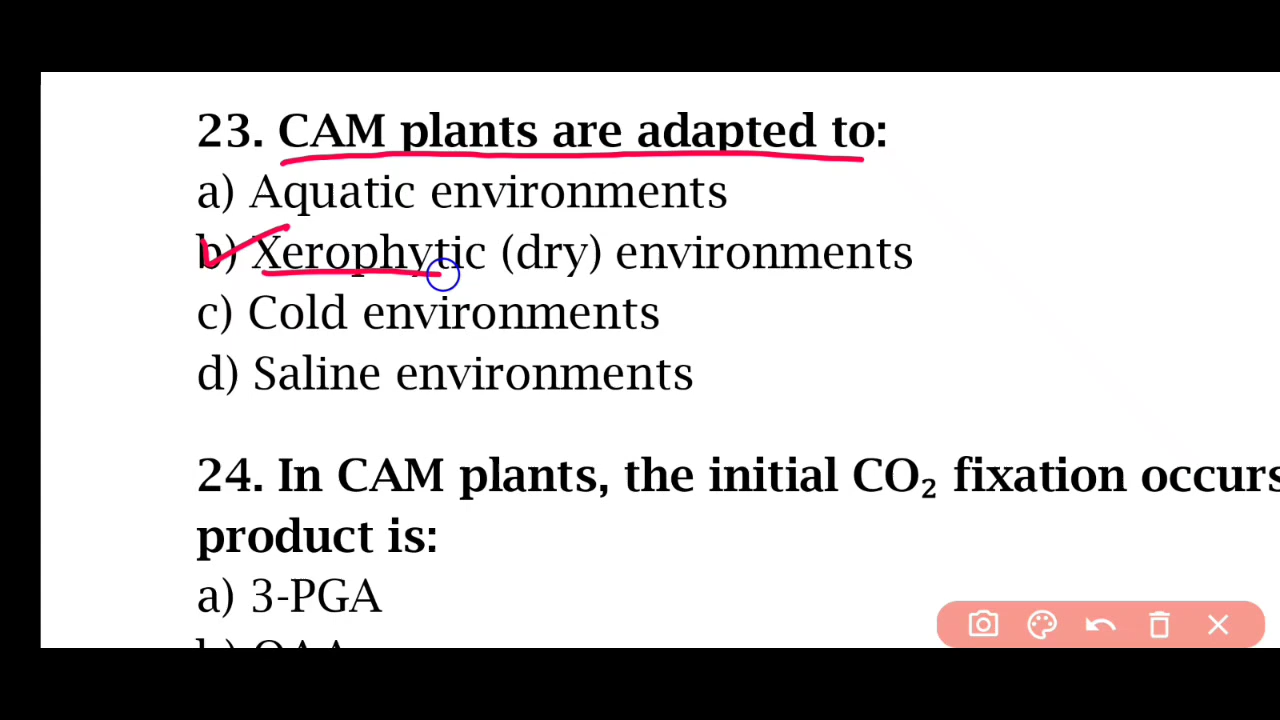 23. CAM plants are adapted to:
a) Aquatic environments
b) Xerophytic (dry) environments
c) Cold environments
d) Saline environments
24. In CAM plants, the initial CO₂ fixation occurs
product is:
a) 3-PGA
b) OAA